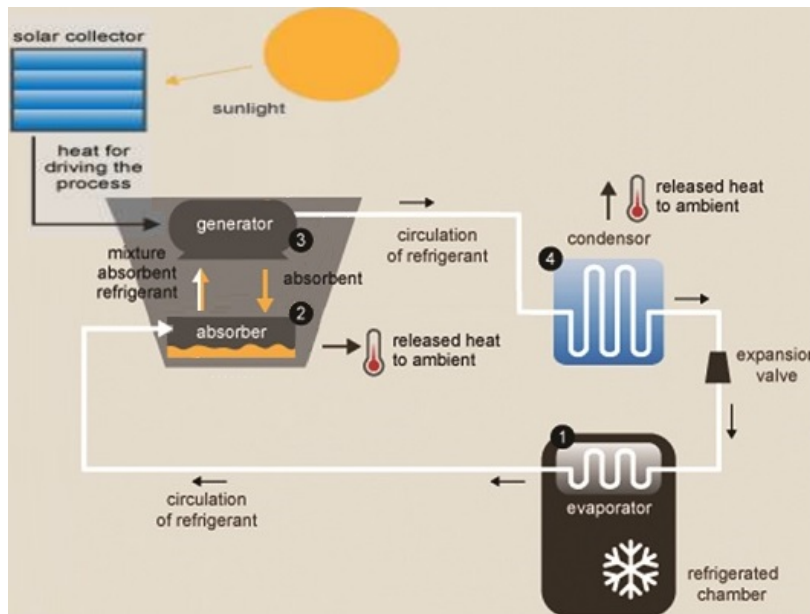 solar collector
sunlight
heat for
driving the
process
generator
3
mixture
absorbent
refrigerant
absorbent
2
absorber
released heat
to ambient
circulation
of refrigerant
released heat
to ambient
condensor
4
expansion
valve
1
evaporator
circulation
of refrigerant
refrigerated
chamber